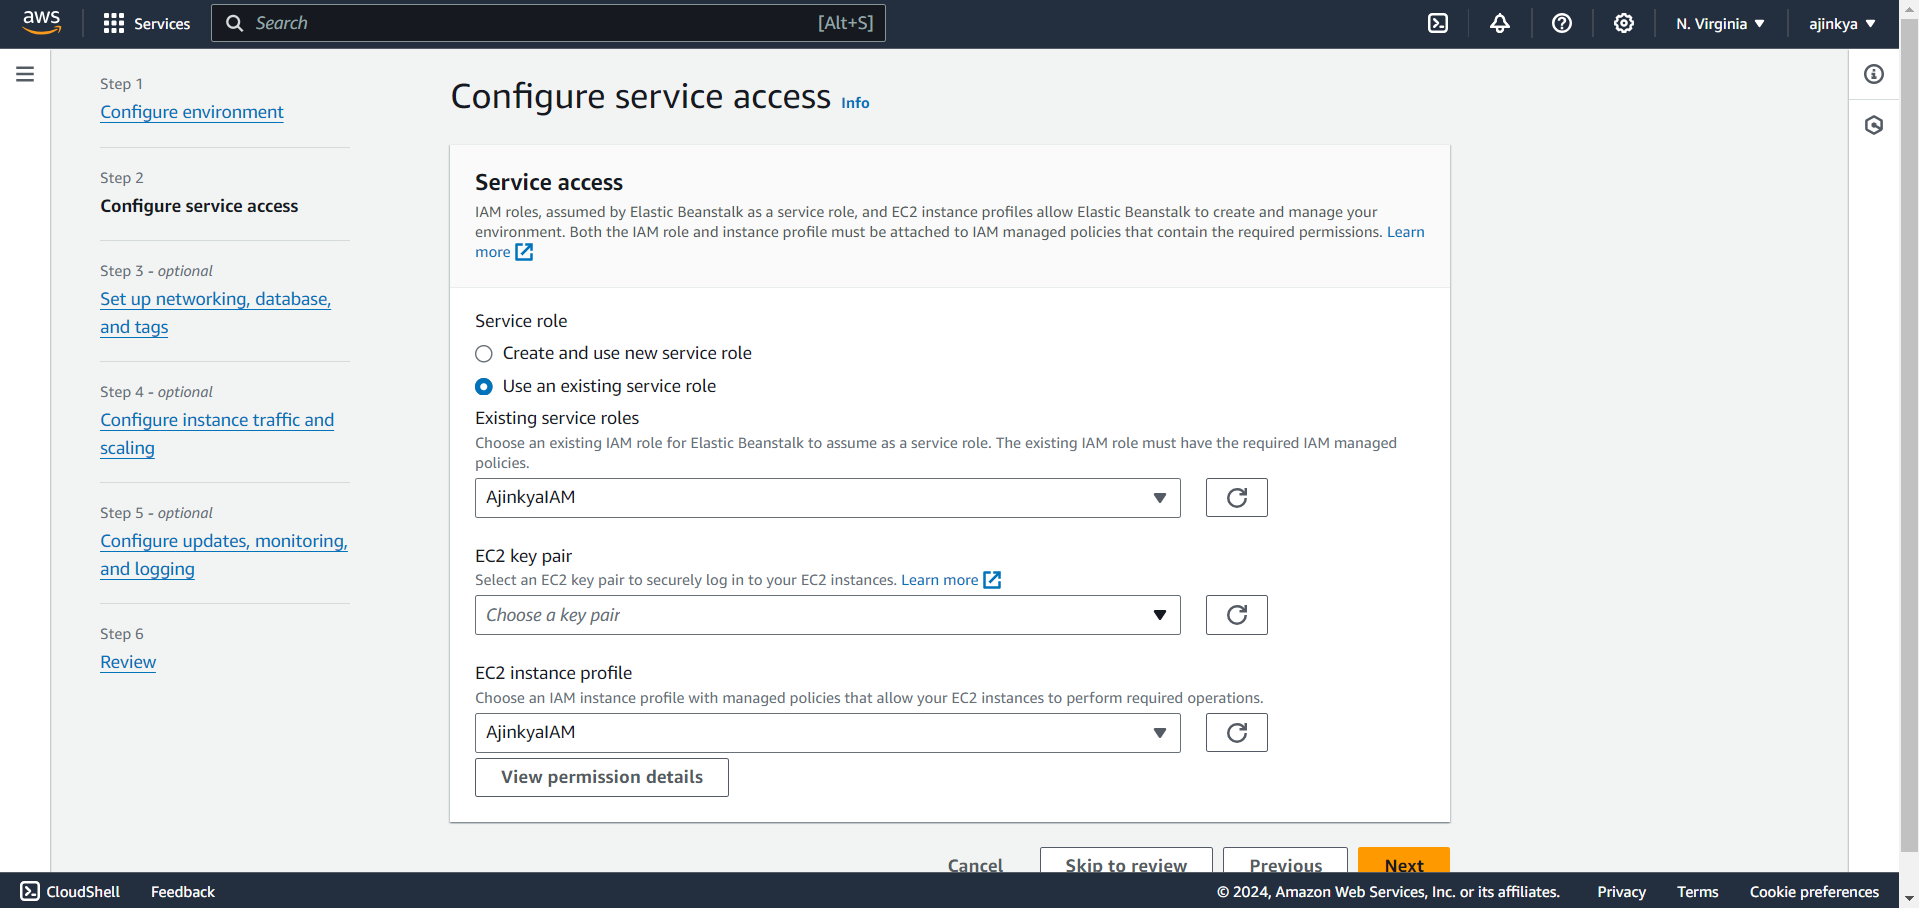 aws
Services
Search
[Alt+S]
N. Virginia
ajinkya
Step 1
Configure environment
Step 2
Configure service access
Step 3 - optional
Set up networking, database,
and tags
Step 4 - optional
Configure instance traffic and
scaling
Step 5 - optional
Configure updates, monitoring,
and logging
Step 6
Review
Configure service access Info
Service access
IAM roles, assumed by Elastic Beanstalk as a service role, and EC2 instance profiles allow Elastic Beanstalk to create and manage your
environment. Both the IAM role and instance profile must be attached to IAM managed policies that contain the required permissions. Learn
more
Service role
Create and use new service role
Use an existing service role
Existing service roles
Choose an existing IAM role for Elastic Beanstalk to assume as a service role. The existing IAM role must have the required IAM managed
policies.
AjinkyaIAM
EC2 key pair
Select an EC2 key pair to securely log in to your EC2 instances. Learn more
Choose a key pair
EC2 instance profile
Choose an IAM instance profile with managed policies that allow your EC2 instances to perform required operations.
AjinkyaIAM
View permission details
Cancel
Skip to review
Previous
Next
CloudShell
Feedback
© 2024, Amazon Web Services, Inc. or its affiliates.
Privacy
Terms
Cookie preferences